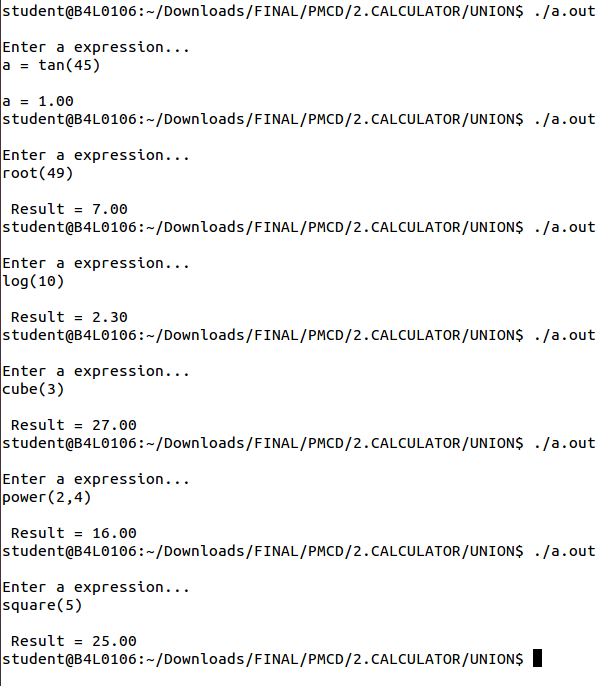 student@B4L0106:~/Downloads/FINAL/PMCD/2.CALCULATOR/UNION$ ./a.out
Enter a expression...
a = tan(45)
a = 1.00
student@B4L0106:~/Downloads/FINAL/PMCD/2.CALCULATOR/UNION$ ./a.out
Enter a expression...
root(49)
Result = 7.00
student@B4L0106:~/Downloads/FINAL/PMCD/2.CALCULATOR/UNION$ ./a.out
Enter a expression...
log(10)
Result = 2.30
student@B4L0106:~/Downloads/FINAL/PMCD/2.CALCULATOR/UNION$ ./a.out
Enter a expression...
cube(3)
Result = 27.00
student@B4L0106:~/Downloads/FINAL/PMCD/2.CALCULATOR/UNION$ ./a.out
Enter a expression...
power(2,4)
Result = 16.00
student@B4L0106:~/Downloads/FINAL/PMCD/2.CALCULATOR/UNION$ ./a.out
Enter a expression...
square(5)
Result = 25.00
student@B4L0106:~/Downloads/FINAL/PMCD/2.CALCULATOR/UNION$